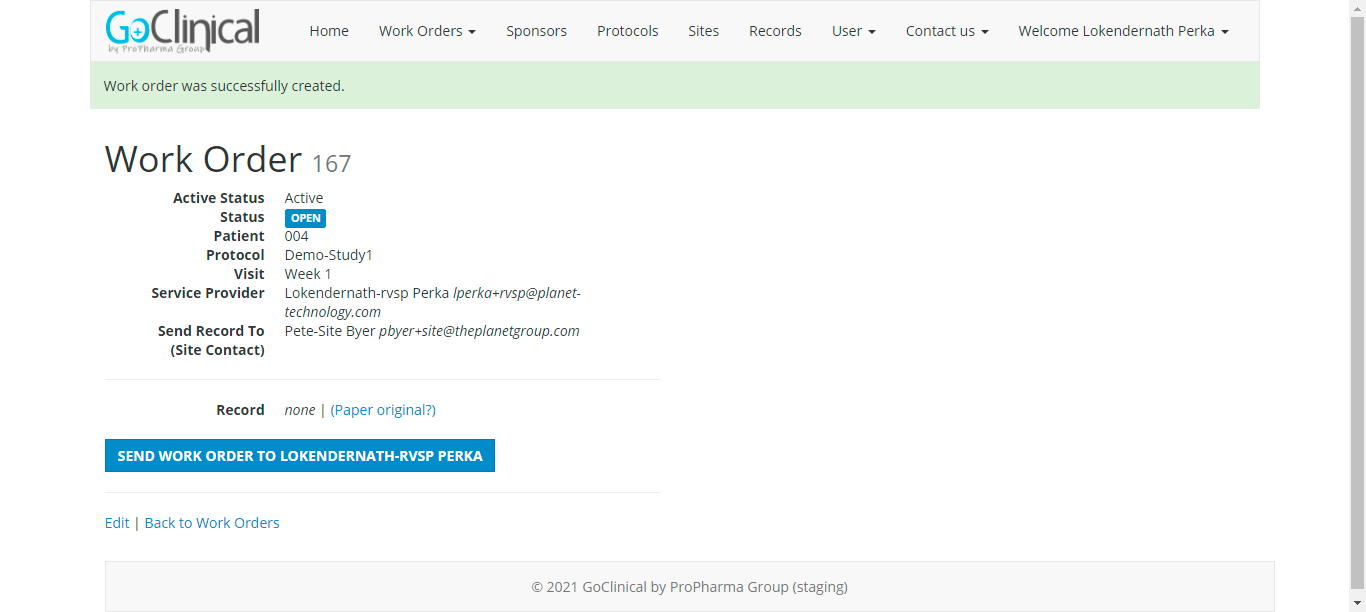 GoClinical
by ProPharma Group
Home Work Orders Sponsors Protocols Sites Records User Contact us Welcome Lokendernath Perka
Work order was successfully created.
Work Order 167
Active Status Active
Status OPEN
Patient 004
Protocol Demo-Study1
Visit Week 1
Service Provider Lokendernath-rvsp Perka lperka+rvsp@planet-
technology.com
Send Record To Pete-Site Byer pbyer+site@theplanetgroup.com
(Site Contact)
Record none | (Paper original?)
SEND WORK ORDER TO LOKENDERNATH-RVSP PERKA
Edit | Back to Work Orders
© 2021 GoClinical by ProPharma Group (staging)